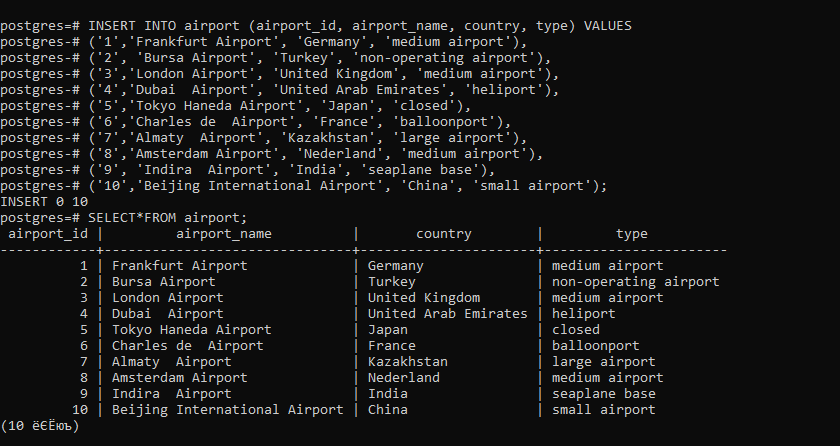 postgres=# INSERT INTO airport (airport_id, airport_name, country, type) VALUES
postgres-# ('1','Frankfurt Airport', 'Germany', 'medium airport'),
postgres-# ('2', 'Bursa Airport', 'Turkey', 'non-operating airport'),
postgres-# ('3','London Airport', 'United Kingdom', 'medium airport'),
postgres-# ('4','Dubai  Airport', 'United Arab Emirates', 'heliport'),
postgres-# ('5','Tokyo Haneda Airport', 'Japan', 'closed'),
postgres-# ('6','Charles de  Airport', 'France', 'balloonport'),
postgres-# ('7','Almaty  Airport', 'Kazakhstan', 'large airport'),
postgres-# ('8','Amsterdam Airport', 'Nederland', 'medium airport'),
postgres-# ('9', 'Indira  Airport', 'India', 'seaplane base'),
postgres-# ('10','Beijing International Airport', 'China', 'small airport');
INSERT 0 10
postgres=# SELECT*FROM airport;
 airport_id |         airport_name          |       country        |         type
------------+-------------------------------+----------------------+-----------------------
          1 | Frankfurt Airport             | Germany              | medium airport
          2 | Bursa Airport                 | Turkey               | non-operating airport
          3 | London Airport                | United Kingdom       | medium airport
          4 | Dubai  Airport                | United Arab Emirates | heliport
          5 | Tokyo Haneda Airport          | Japan                | closed
          6 | Charles de  Airport           | France               | balloonport
          7 | Almaty  Airport               | Kazakhstan           | large airport
          8 | Amsterdam Airport             | Nederland            | medium airport
          9 | Indira  Airport               | India                | seaplane base
         10 | Beijing International Airport | China                | small airport
(10 ёЄЁюъ)